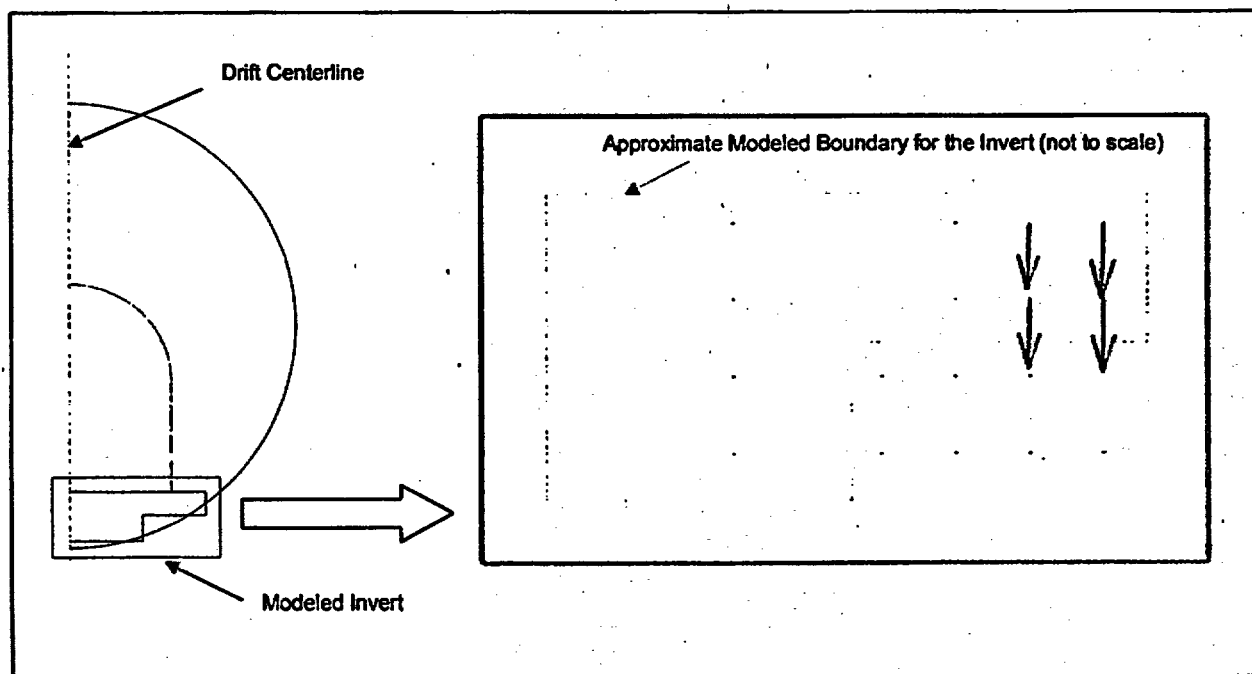 Drift Centerline
Approximate Modeled Boundary for the Invert (not to scale)
Modeled Invert